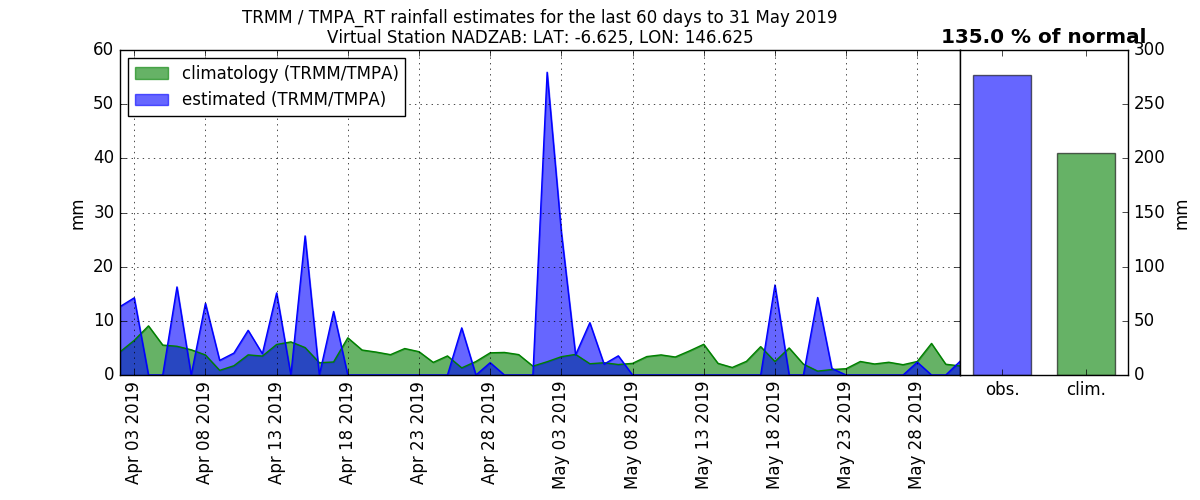 TRMM / TMPA_RT rainfall estimates for the last 60 days to 31 May 2019
Virtual Station NADZAB: LAT: -6.625, LON: 146.625
135.0 % of normal
climatology (TRMM/TMPA)
estimated (TRMM/TMPA)
60
50
40
30
20
10
0
mm
300
250
200
150
100
50
0
mm
Apr 03 2019
Apr 08 2019
Apr 13 2019
Apr 18 2019
Apr 23 2019
Apr 28 2019
May 03 2019
May 08 2019
May 13 2019
May 18 2019
May 23 2019
May 28 2019
obs.
clim.